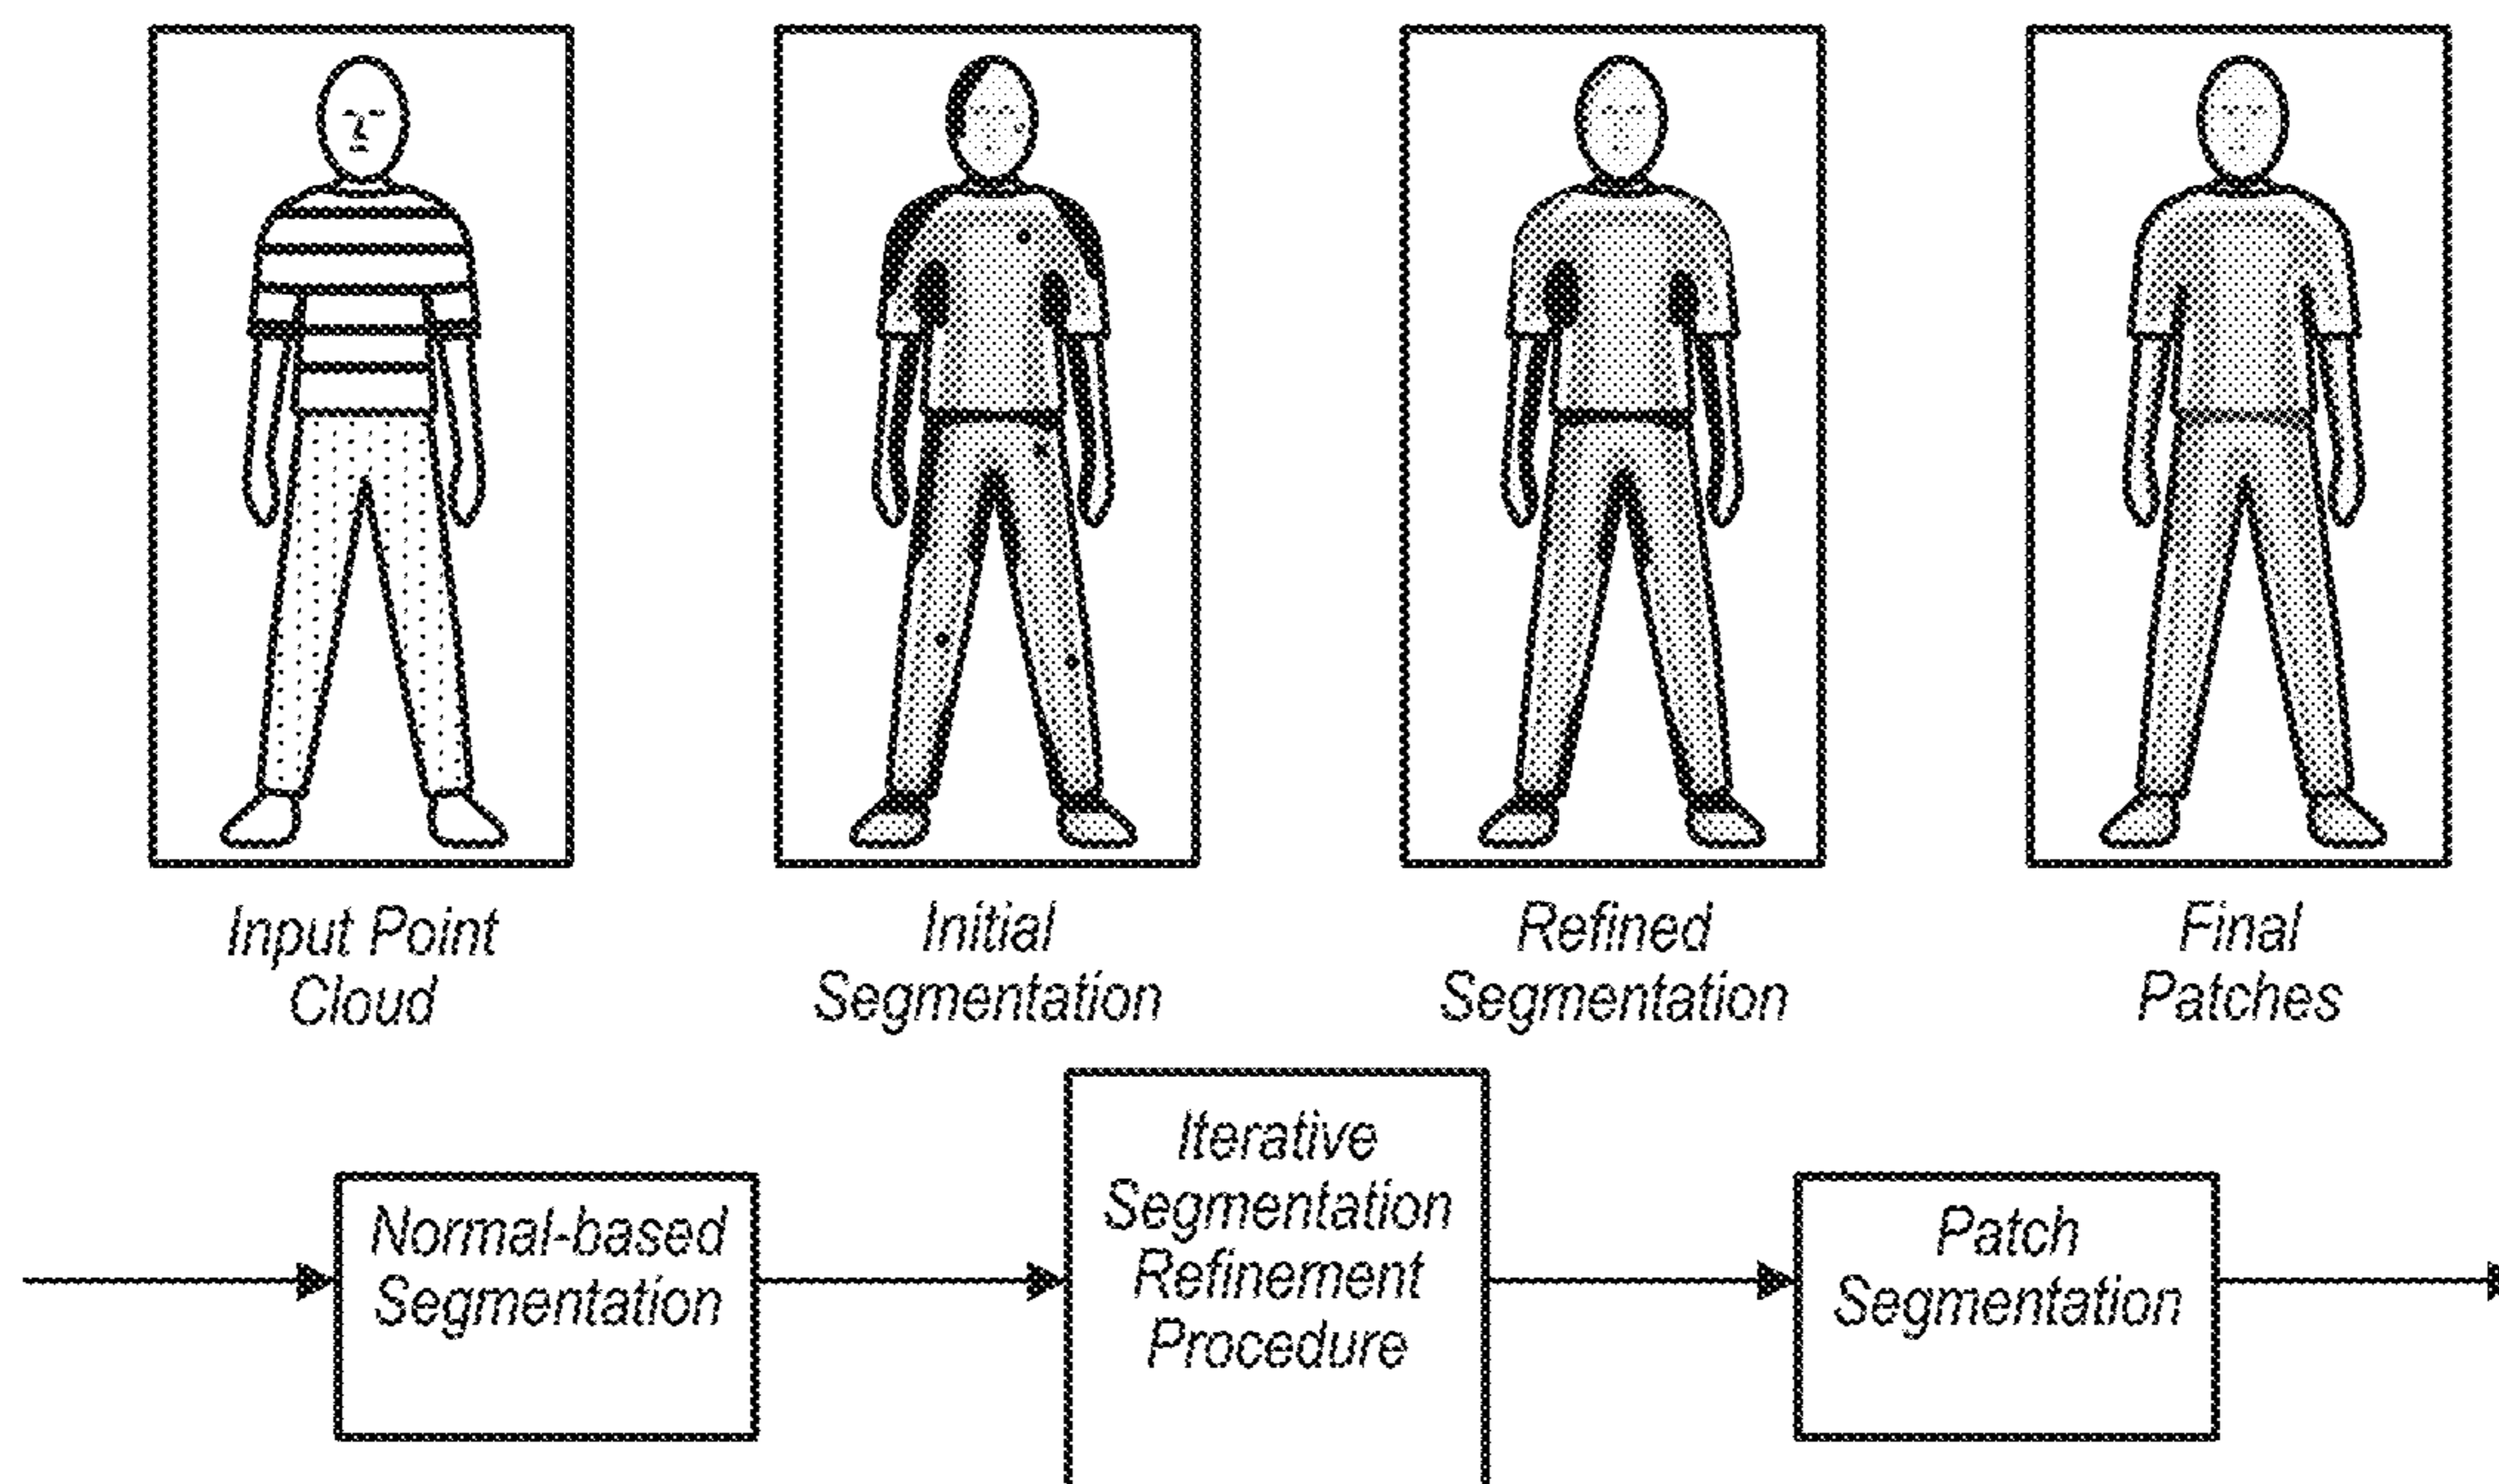 Input Point
Cloud
Initial
Segmentation
Refined
Segmentation
Final
Patches
Normal-based
Segmentation
Iterative
Segmentation
Refinement
Procedure
Patch
Segmentation